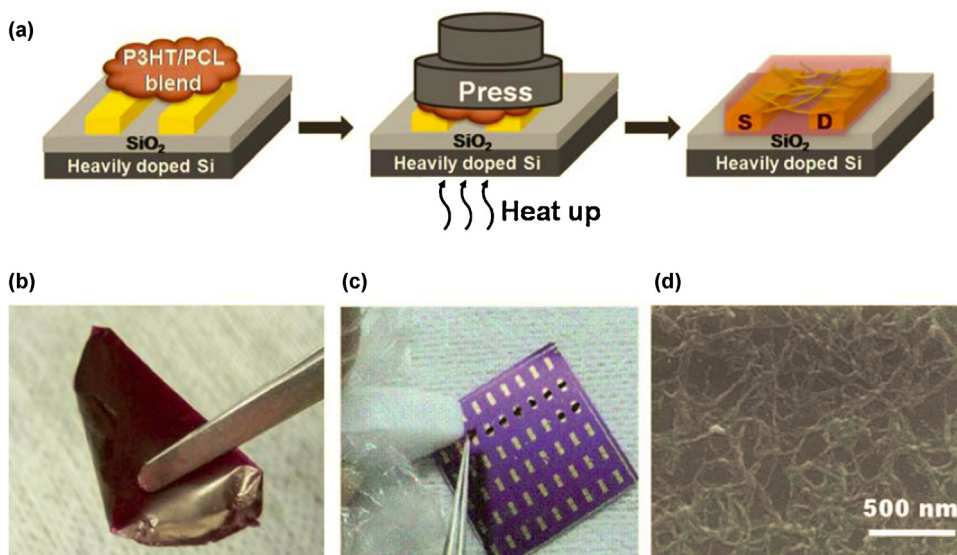 (a)
P3HT/PCL
blend
SiO₂
Heavily doped Si
Press
SiO₂
Heavily doped Si
Heat up
S
D
SiO₂
Heavily doped Si
(b)
(c)
(d)
500 nm